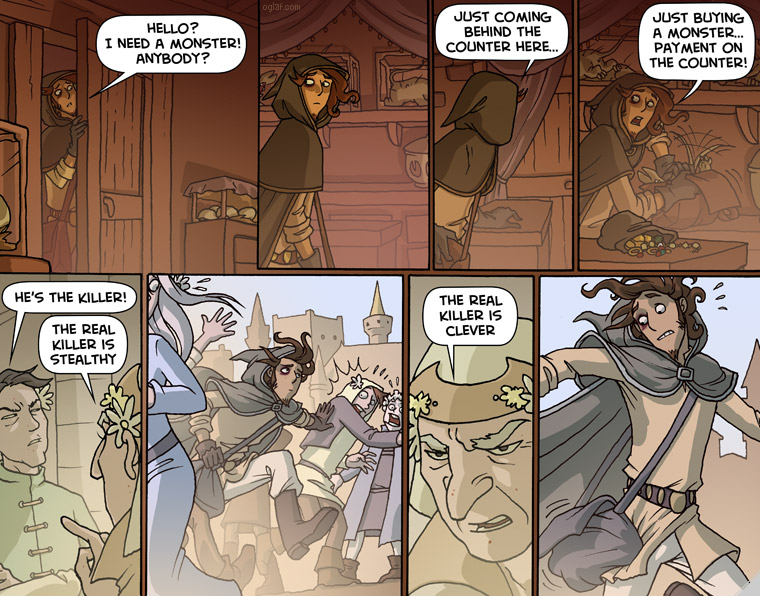 HELLO?
I NEED A MONSTER!
ANYBODY?
oglaf.com
JUST COMING
BEHIND THE
COUNTER HERE...
JUST BUYING
A MONSTER...
PAYMENT ON
THE COUNTER!
HE'S THE KILLER!
THE REAL
KILLER IS
STEALTHY
THE REAL
KILLER IS
CLEVER